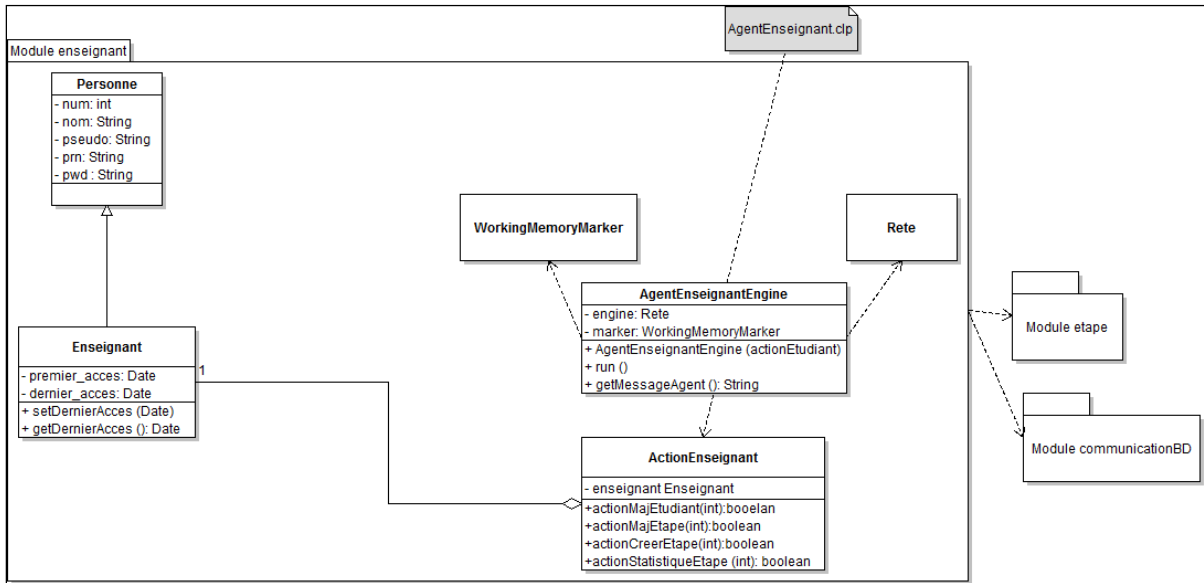 AgentEnseignant.clp
Module enseignant
Personne
- num: int
- nom: String
- pseudo: String
- prn: String
- pwd : String
WorkingMemoryMarker
Rete
AgentEnseignantEngine
- engine: Rete
- marker: WorkingMemoryMarker
+ AgentEnseignantEngine (actionEtudiant)
+ run ()
+ getMessageAgent (): String
Module etape
Enseignant
- premier_acces: Date
- dernier_acces: Date
+ setDernierAcces (Date)
+ getDernierAcces (): Date
1
Module communicationBD
ActionEnseignant
- enseignant Enseignant
+actionMajEtudiant(int):booelan
+actionMajEtape(int):boolean
+actionCreerEtape(int):boolean
+actionStatistiqueEtape (int): boolean